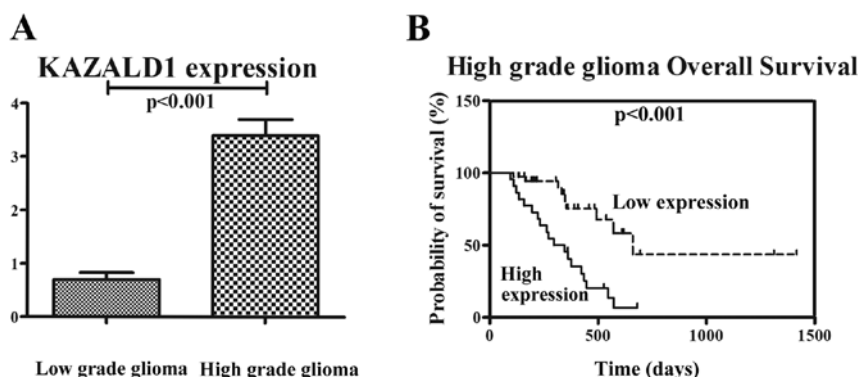 A
KAZALD1 expression
p<0.001
4
3
2
1
0
Low grade glioma
High grade glioma
B
High grade glioma Overall Survival
p<0.001
Probability of survival (%)
150
100
50
0
Low expression
High
expression
0
500
1000
1500
Time (days)